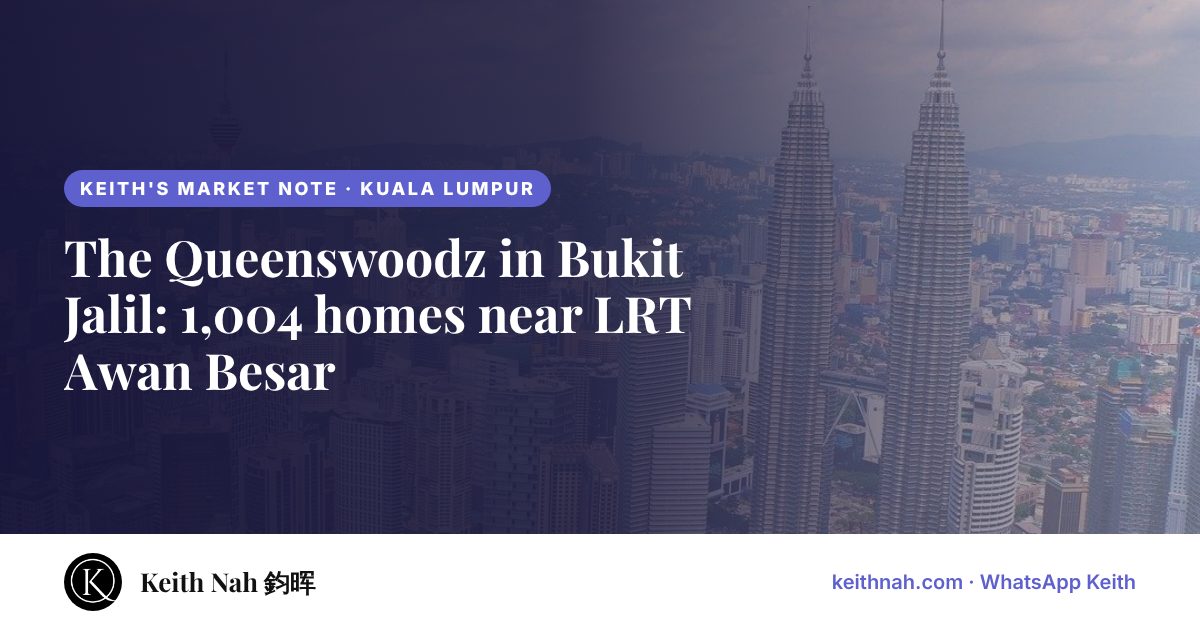 KEITH'S MARKET NOTE · KUALA LUMPUR
The Queenswoodz in Bukit
Jalil: 1,004 homes near LRT
Awan Besar
K
Keith Nah 鈞晖
keithnah.com · WhatsApp Keith